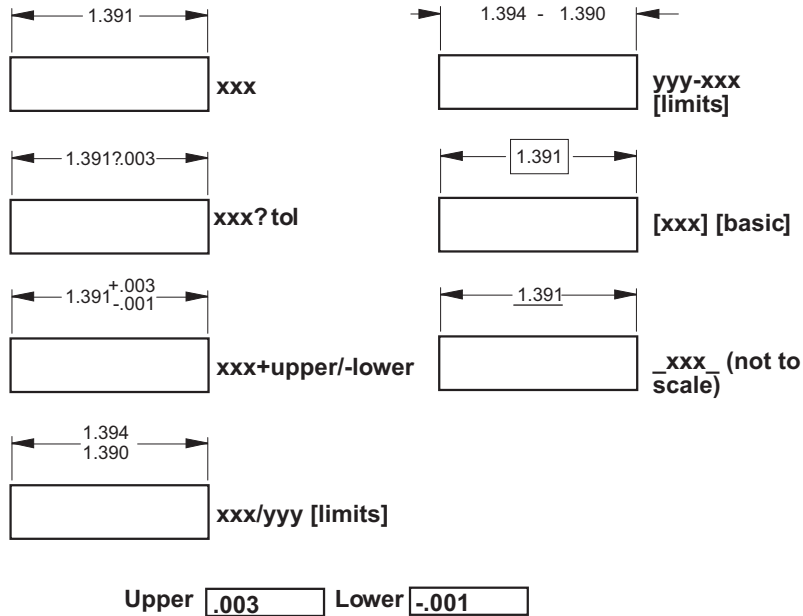 1.391
xxx
1.394 - 1.390
yyy-xxx
[limits]
1.391?.003
xxx? tol
1.391
[xxx] [basic]
1.391+.003
-.001
xxx+upper/-lower
1.391
_xxx_ (not to
scale)
1.394
1.390
xxx/yyy [limits]
Upper .003 Lower -.001